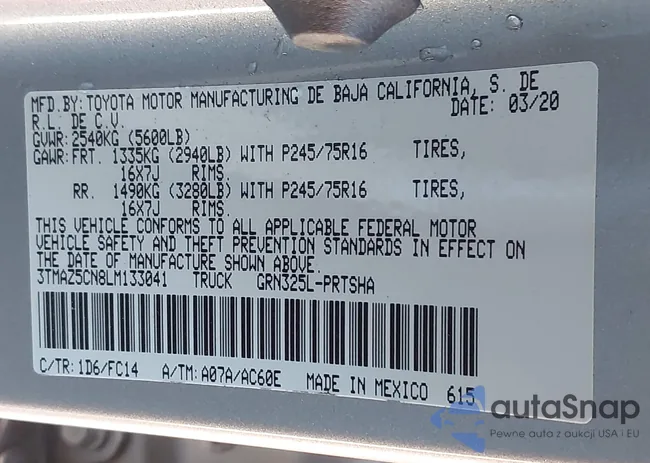 MFD.BY: TOYOTA MOTOR MANUFACTURING DE BAJA CALIFORNIA, S. DE
R.L. DE C.V. DATE: 03/20
GVWR: 2540KG (5600LB)
GAWR: FRT. 1335KG (2940LB) WITH P245/75R16 TIRES,
16X7J RIMS.
RR. 1490KG (3280LB) WITH P245/75R16 TIRES,
16X7J RIMS.
THIS VEHICLE CONFORMS TO ALL APPLICABLE FEDERAL MOTOR
VEHICLE SAFETY AND THEFT PREVENTION STANDARDS IN EFFECT ON
THE DATE OF MANUFACTURE SHOWN ABOVE.
3TMAZ5CN8LM133041 TRUCK GRN325L-PRTSHA
C/TR: 1D6/FC14 A/TM: A07A/AC60E MADE IN MEXICO 615
autaSnap
Pewne auta z aukcji USA i EU